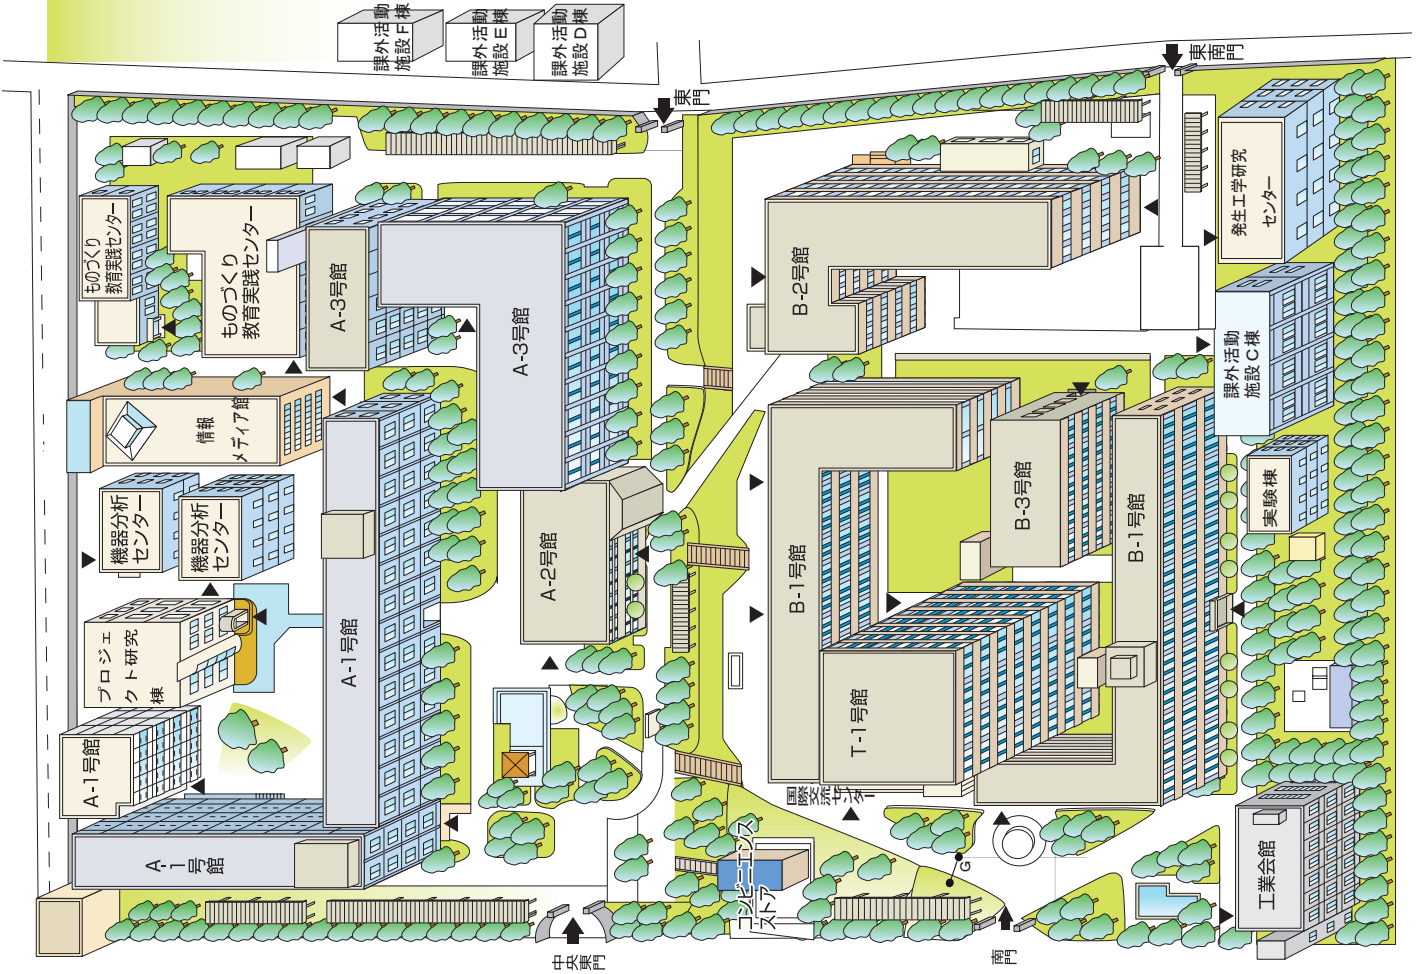 課外活動
施設F棟
課外活動
施設E棟
課外活動
施設D棟
東門
東南門
ものづくり
教育実践センター
ものづくり
教育実践センター
A-3号館
A-3号館
B-2号館
発生工学研究
センター
課外活動
施設C棟
情報
メディア館
機器分析
センター
機器分析
センター
A-2号館
B-1号館
B-3号館
B-1号館
実験棟
プロジェ
クト研究
棟
A-1号館
A-1号館
A-1
号館
T-1号館
国際
交流
センター
コンビニエンス
ストア
G
工業会館
中央
東門
南門